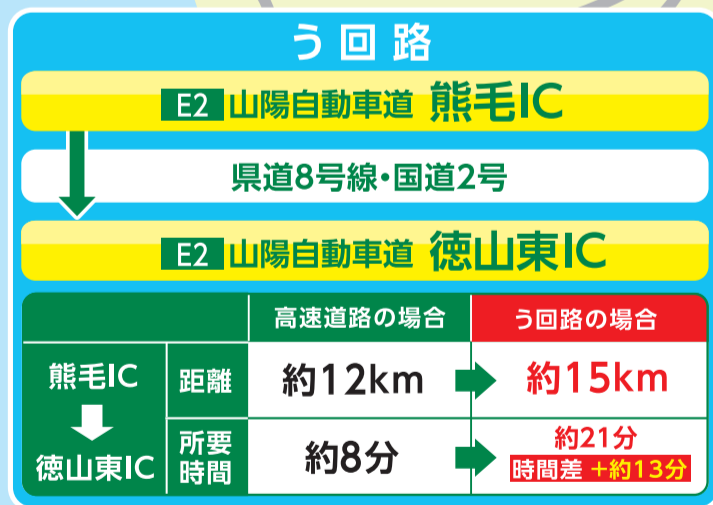 う回路
E2 山陽自動車道 熊毛IC
県道8号線・国道2号
E2 山陽自動車道 徳山東IC
高速道路の場合 う回路の場合
熊毛IC
徳山東IC
距離 約12km 約15km
所要
時間
約8分
約21分
時間差 +約13分